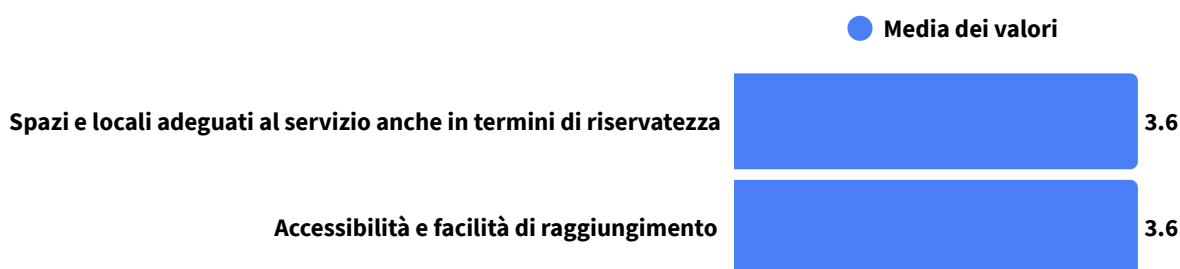 Media dei valori
Spazi e locali adeguati al servizio anche in termini di riservatezza
3.6
Accessibilità e facilità di raggiungimento
3.6